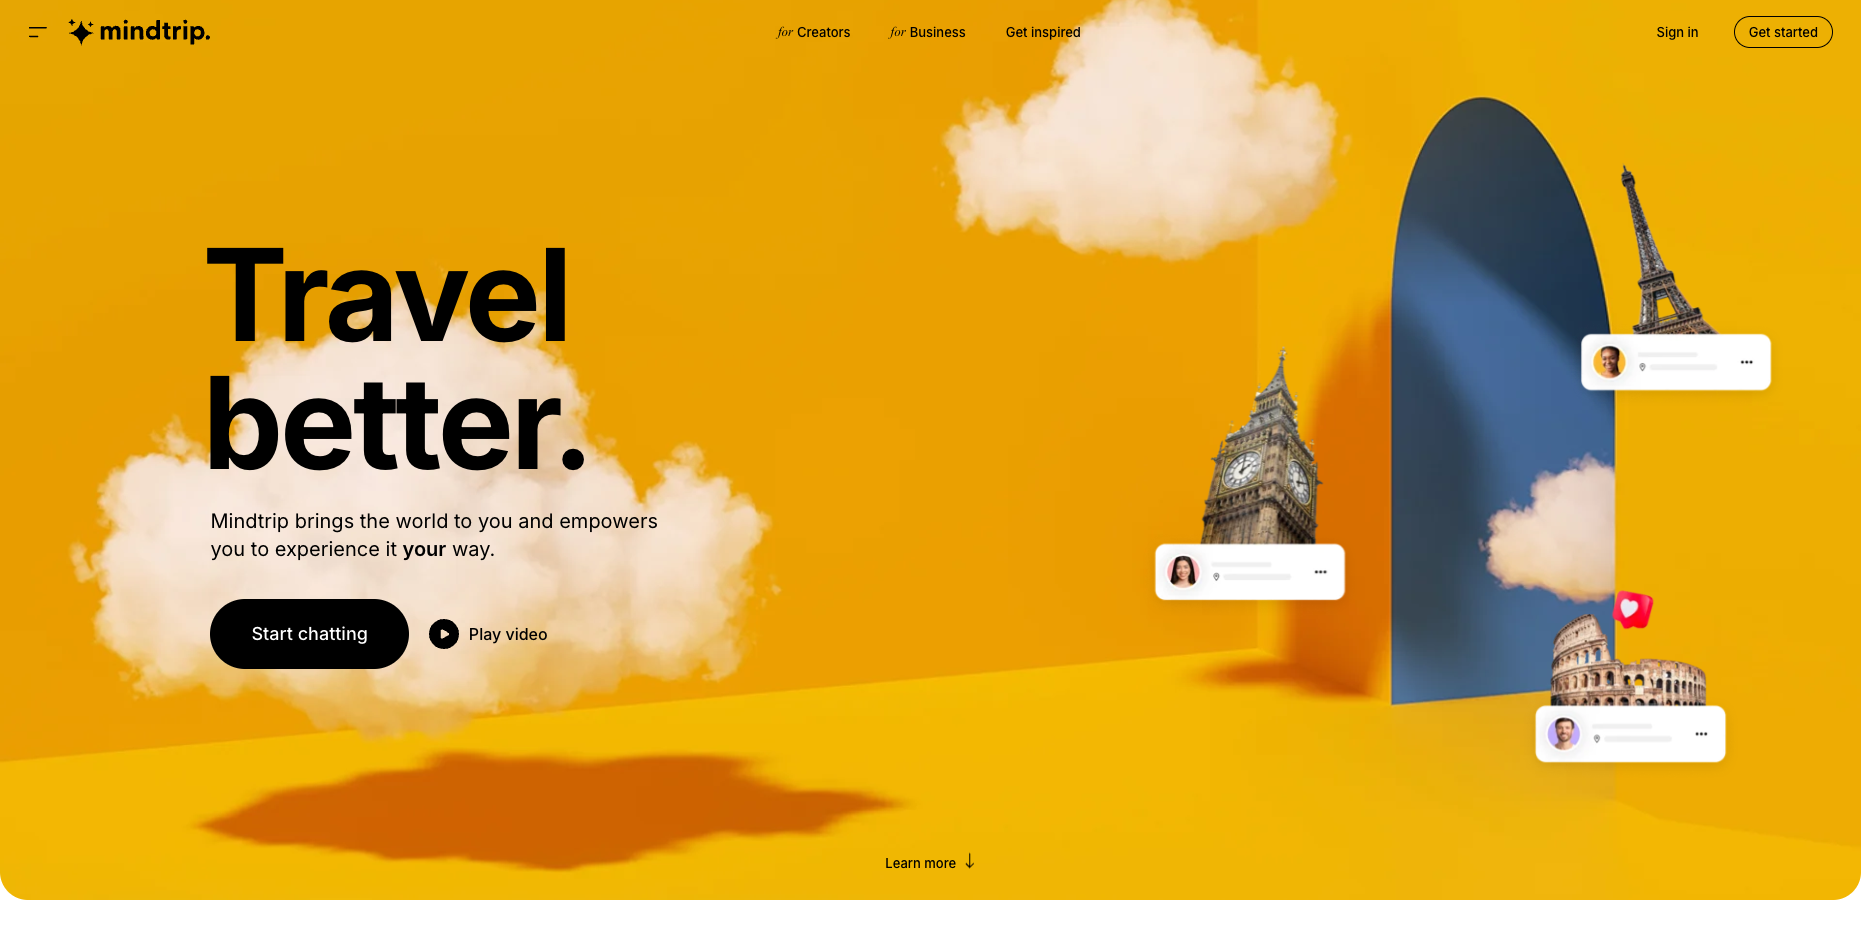 mindtrip.
for Creators
for Business
Get inspired
Sign in
Get started
Travel
better.
Mindtrip brings the world to you and empowers
you to experience it your way.
Start chatting
Play video
Learn more ↓